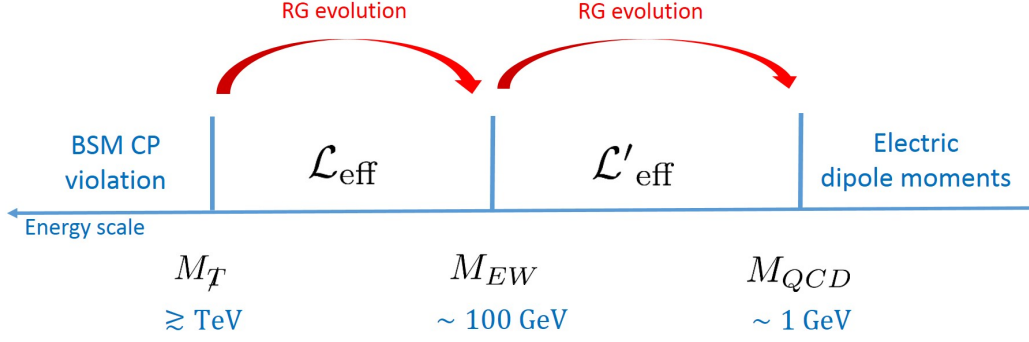 RG evolution
RG evolution
BSM CP
violation
ℒeff
ℒ′eff
Electric
dipole moments
Energy scale
M_T̸
M_EW
M_QCD
≳ TeV
~ 100 GeV
~ 1 GeV